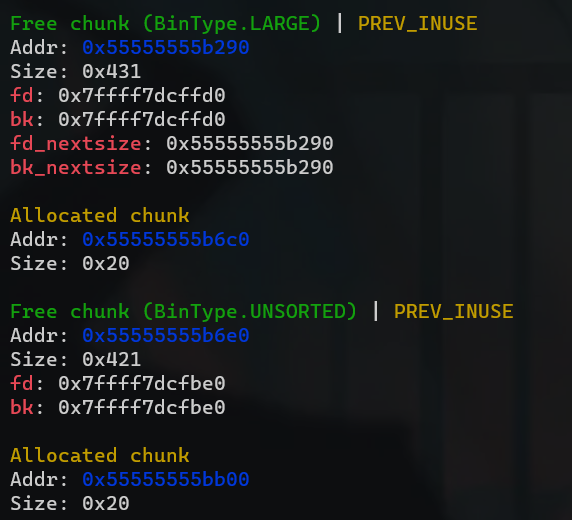 Free chunk (BinType.LARGE) | PREV_INUSE
Addr: 0x55555555b290
Size: 0x431
fd: 0x7ffff7dcffd0
bk: 0x7ffff7dcffd0
fd_nextsize: 0x55555555b290
bk_nextsize: 0x55555555b290
Allocated chunk
Addr: 0x55555555b6c0
Size: 0x20
Free chunk (BinType.UNSORTED) | PREV_INUSE
Addr: 0x55555555b6e0
Size: 0x421
fd: 0x7ffff7dcfbe0
bk: 0x7ffff7dcfbe0
Allocated chunk
Addr: 0x55555555bb00
Size: 0x20